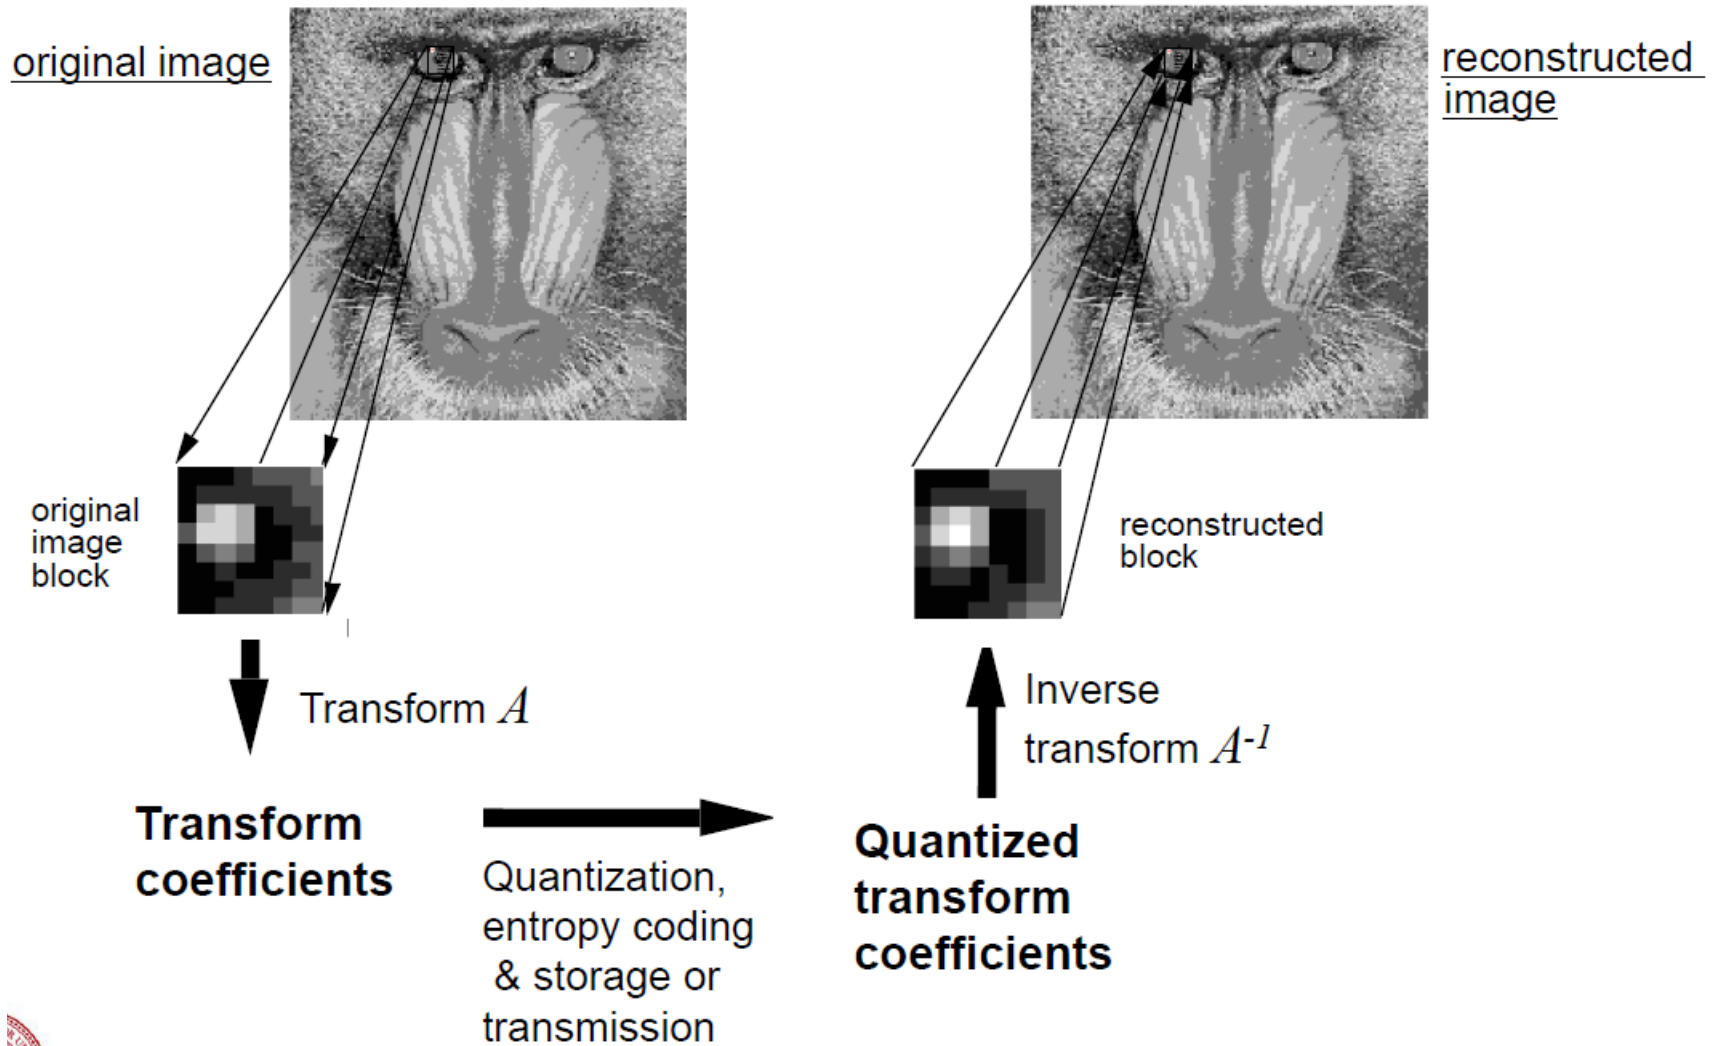 original image
reconstructed
image
original
image
block
reconstructed
block
Transform A
Inverse
transform A⁻¹
Transform
coefficients
Quantization,
entropy coding
& storage or
transmission
Quantized
transform
coefficients